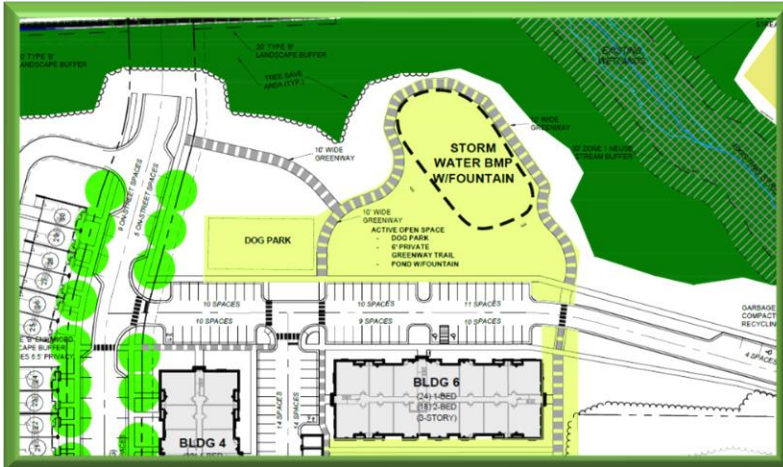 20' TYPE 'B'
LANDSCAPE BUFFER
TYPE 'B'
LANDSCAPE BUFFER
TREE SAVE
AREA (TYP.)
EXISTING
WETLANDS
10' WIDE
GREENWAY
STORM
WATER BMP
W/FOUNTAIN
10' WIDE
GREENWAY
ZONE 1 NEUSE
STREAM BUFFER
9 ON-STREET SPACES
5 ON-STREET SPACES
10' WIDE
GREENWAY
ACTIVE OPEN SPACE
- DOG PARK
- 6' PRIVATE
GREENWAY TRAIL
- POND W/FOUNTAIN
DOG PARK
10 SPACES
10 SPACES
11 SPACES
10 SPACES
9 SPACES
10 SPACES
GARBAGE
COMPACT
RECYCLIN
4 SPACES
5.5' PRIVACY
14 SPACES
14 SPACES
BLDG 6
(24) 1-BED
2-BED
(3-STORY)
BLDG 4